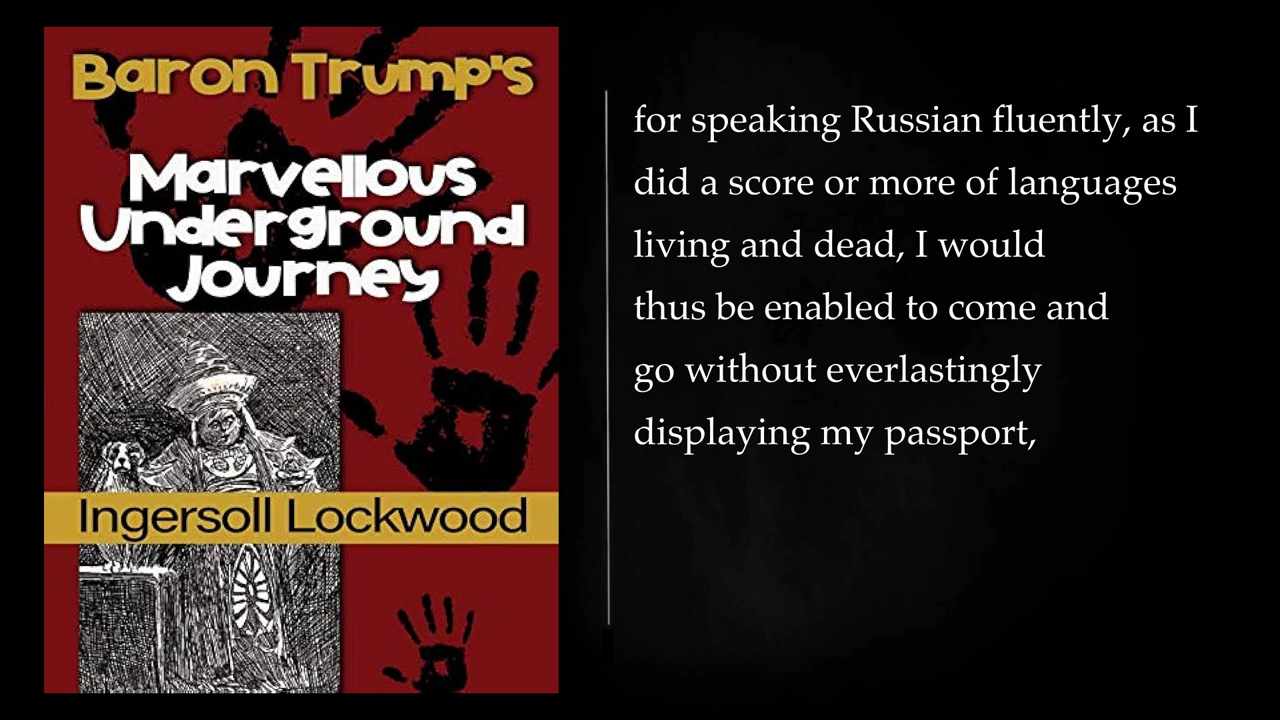 Baron Trump's
Marvellous
Underground
Journey
Ingersoll Lockwood
for speaking Russian fluently, as I
did a score or more of languages
living and dead, I would
thus be enabled to come and
go without everlastingly
displaying my passport,